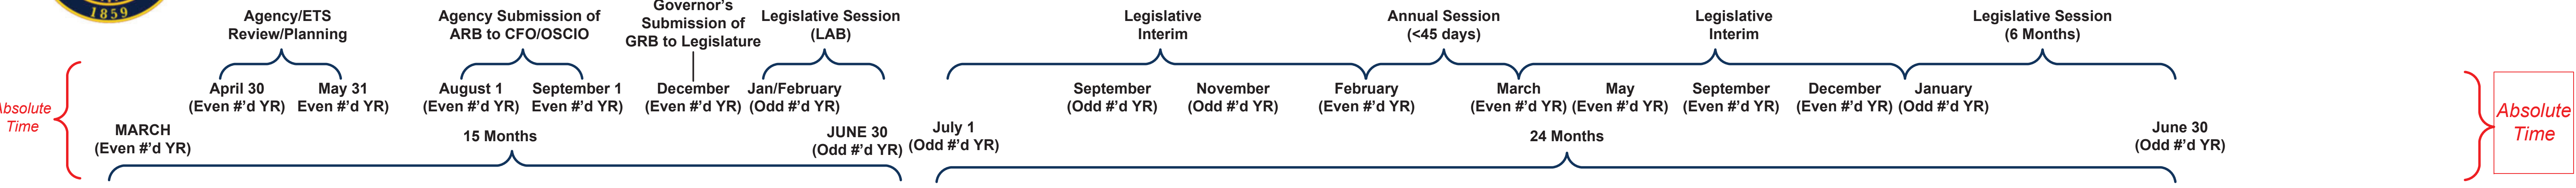 1859
Agency/ETS
Review/Planning
Agency Submission of
ARB to CFO/OSCIO
Governor's
Submission of
GRB to Legislature
Legislative Session
(LAB)
Legislative
Interim
Annual Session
(<45 days)
Legislative
Interim
Legislative Session
(6 Months)
April 30
(Even #'d YR)
May 31
Even #'d YR)
August 1
(Even #'d YR)
September 1
Even #'d YR)
December
(Even #'d YR)
Jan/February
(Odd #'d YR)
September
(Odd #'d YR)
November
(Odd #'d YR)
February
(Even #'d YR)
March
(Even #'d YR)
May
(Even #'d YR)
September
(Even #'d YR)
December
(Even #'d YR)
January
(Odd #'d YR)
Absolute
Time
MARCH
(Even #'d YR)
15 Months
JUNE 30
(Odd #'d YR)
July 1
(Odd #'d YR)
24 Months
June 30
(Odd #'d YR)
Absolute
Time